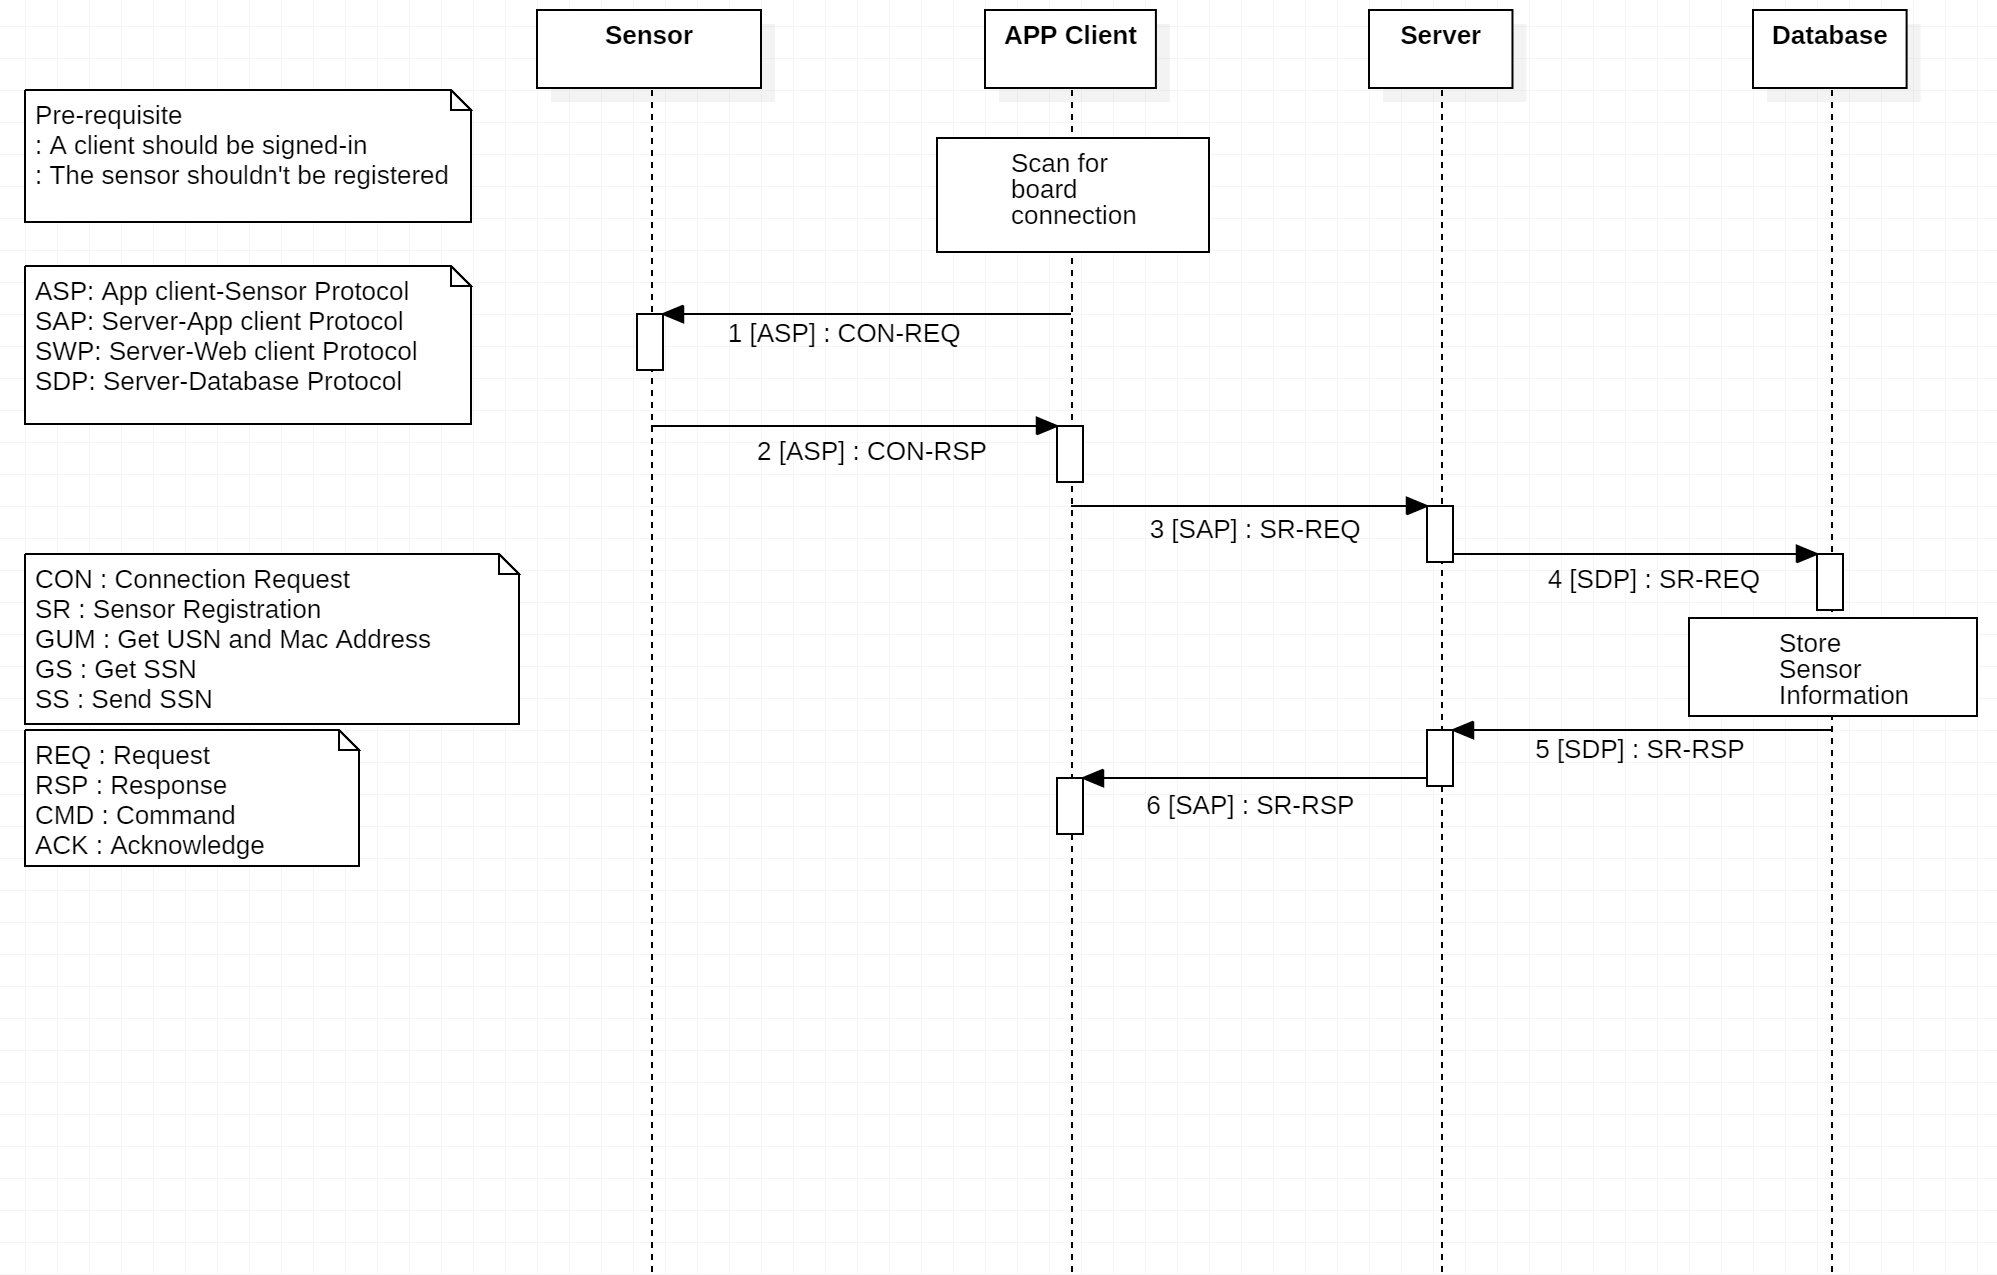 Sensor
APP Client
Server
Database
Pre-requisite
: A client should be signed-in
: The sensor shouldn't be registered
Scan for
board
connection
ASP: App client-Sensor Protocol
SAP: Server-App client Protocol
SWP: Server-Web client Protocol
SDP: Server-Database Protocol
1 [ASP] : CON-REQ
2 [ASP] : CON-RSP
3 [SAP] : SR-REQ
4 [SDP] : SR-REQ
CON : Connection Request
SR : Sensor Registration
GUM : Get USN and Mac Address
GS : Get SSN
SS : Send SSN
Store
Sensor
Information
REQ : Request
RSP : Response
CMD : Command
ACK : Acknowledge
5 [SDP] : SR-RSP
6 [SAP] : SR-RSP